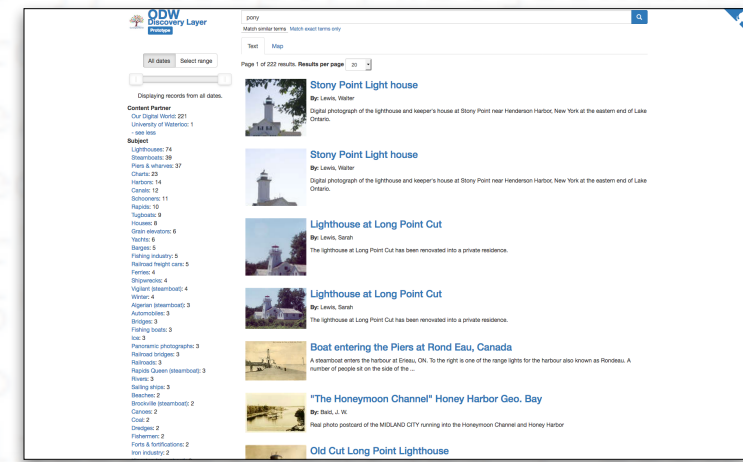 ODW
Discovery Layer
Prototype
pony
Match similar terms Match exact terms only
Text Map
All dates Select range
Displaying records from all dates.
Page 1 of 222 results. Results per page 20
Content Partner
Our Digital World: 221
University of Waterloo: 1
- see less
Subject
Lighthouses: 74
Steamboats: 39
Piers & wharves: 37
Charts: 23
Harbors: 14
Canals: 12
Schooners: 11
Rapids: 10
Tugboats: 9
Houses: 8
Grain elevators: 6
Yachts: 6
Barges: 5
Fishing industry: 5
Railroad freight cars: 5
Ferries: 4
Shipwrecks: 4
Vigilant (steamboat): 4
Winter: 4
Algerian (steamboat): 3
Automobiles: 3
Bridges: 3
Fishing boats: 3
Ice: 3
Panoramic photographs: 3
Railroad bridges: 3
Railroads: 3
Rapids Queen (steamboat): 3
Rivers: 3
Sailing ships: 3
Beaches: 2
Brockville (steamboat): 2
Canoes: 2
Coal: 2
Dredges: 2
Fishermen: 2
Forts & fortifications: 2
Iron industry: 2
Stony Point Light house
By: Lewis, Walter
Digital photograph of the lighthouse and keeper's house at Stony Point near Henderson Harbor, New York at the eastern end of Lake
Ontario.
Stony Point Light house
By: Lewis, Walter
Digital photograph of the lighthouse and keeper's house at Stony Point near Henderson Harbor, New York at the eastern end of Lake
Ontario.
Lighthouse at Long Point Cut
By: Lewis, Sarah
The lighthouse at Long Point Cut has been renovated into a private residence.
Lighthouse at Long Point Cut
By: Lewis, Sarah
The lighthouse at Long Point Cut has been renovated into a private residence.
Boat entering the Piers at Rond Eau, Canada
A steamboat enters the harbour at Erieau, ON. To the right is one of the range lights for the harbour also known as Rondeau. A
number of people sit on the side of the ...
"The Honeymoon Channel" Honey Harbor Geo. Bay
By: Bald, J. W.
Real photo postcard of the MIDLAND CITY running into the Honeymoon Channel and Honey Harbor
Old Cut Long Point Lighthouse